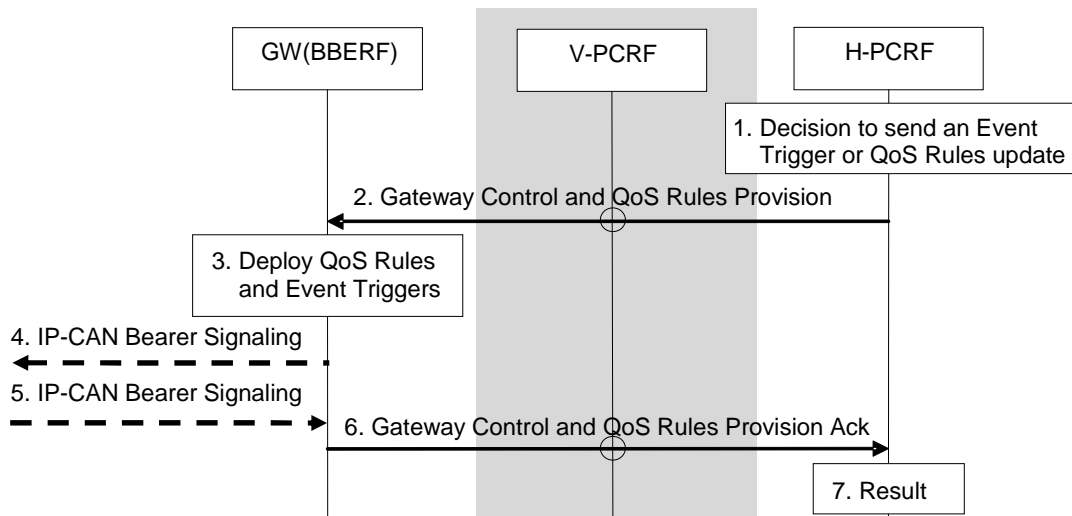 GW(BBERF)
V-PCRF
H-PCRF
1. Decision to send an Event
Trigger or QoS Rules update
2. Gateway Control and QoS Rules Provision
3. Deploy QoS Rules
and Event Triggers
4. IP-CAN Bearer Signaling
5. IP-CAN Bearer Signaling
6. Gateway Control and QoS Rules Provision Ack
7. Result